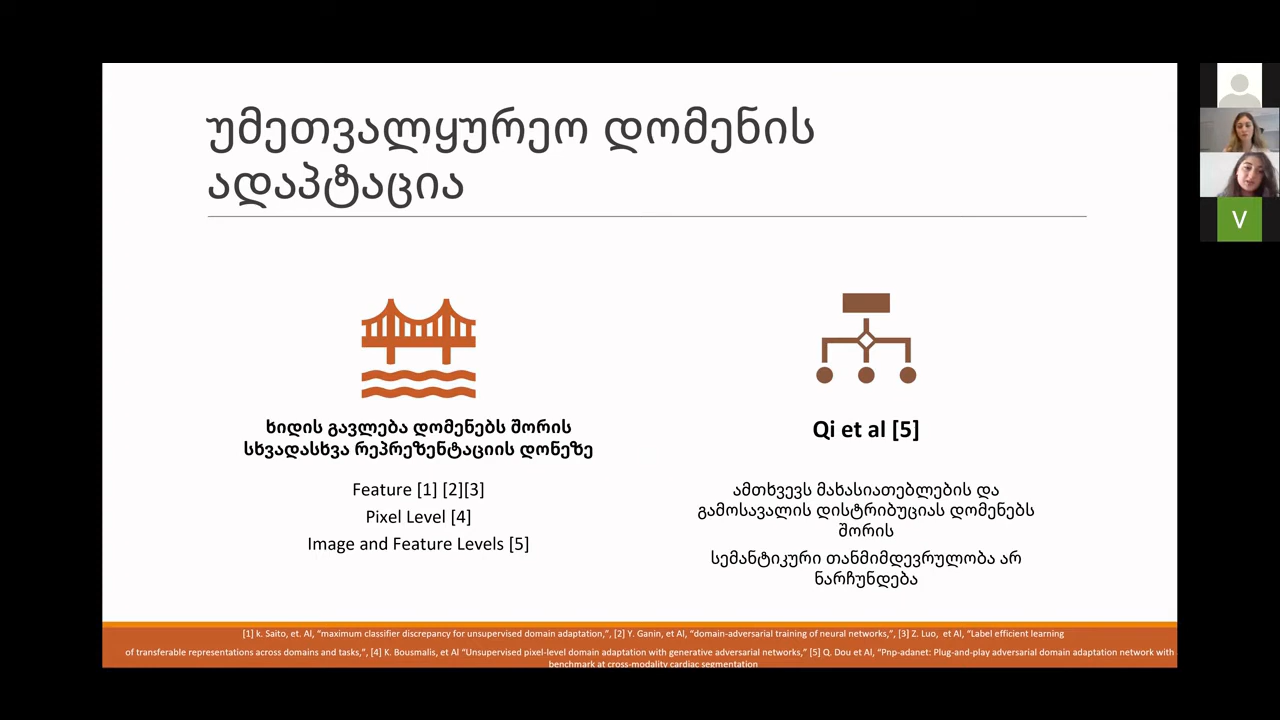 უმეთვალყურეო დომენის
ადაპტაცია
ხიდის გავლება დომენებს შორის
სხვადასხვა რეპრეზენტაციის დონეზე
Feature [1] [2][3]
Pixel Level [4]
Image and Feature Levels [5]
Qi et al [5]
ამთხვევს მახასიათებლების და
გამოსავალის დისტრიბუციას დომენებს
შორის
სემანტიკური თანმიმდევრულობა არ
ნარჩუნდება
[1] k. Saito, et. Al, “maximum classifier discrepancy for unsupervised domain adaptation,”, [2] Y. Ganin, et Al, “domain-adversarial training of neural networks,”, [3] Z. Luo, et Al, “Label efficient learning
of transferable representations across domains and tasks,”, [4] K. Bousmalis, et Al “Unsupervised pixel-level domain adaptation with generative adversarial networks,” [5] Q. Dou et Al, “Pnp-adanet: Plug-and-play adversarial domain adaptation network with
benchmark at cross-modality cardiac segmentation
V